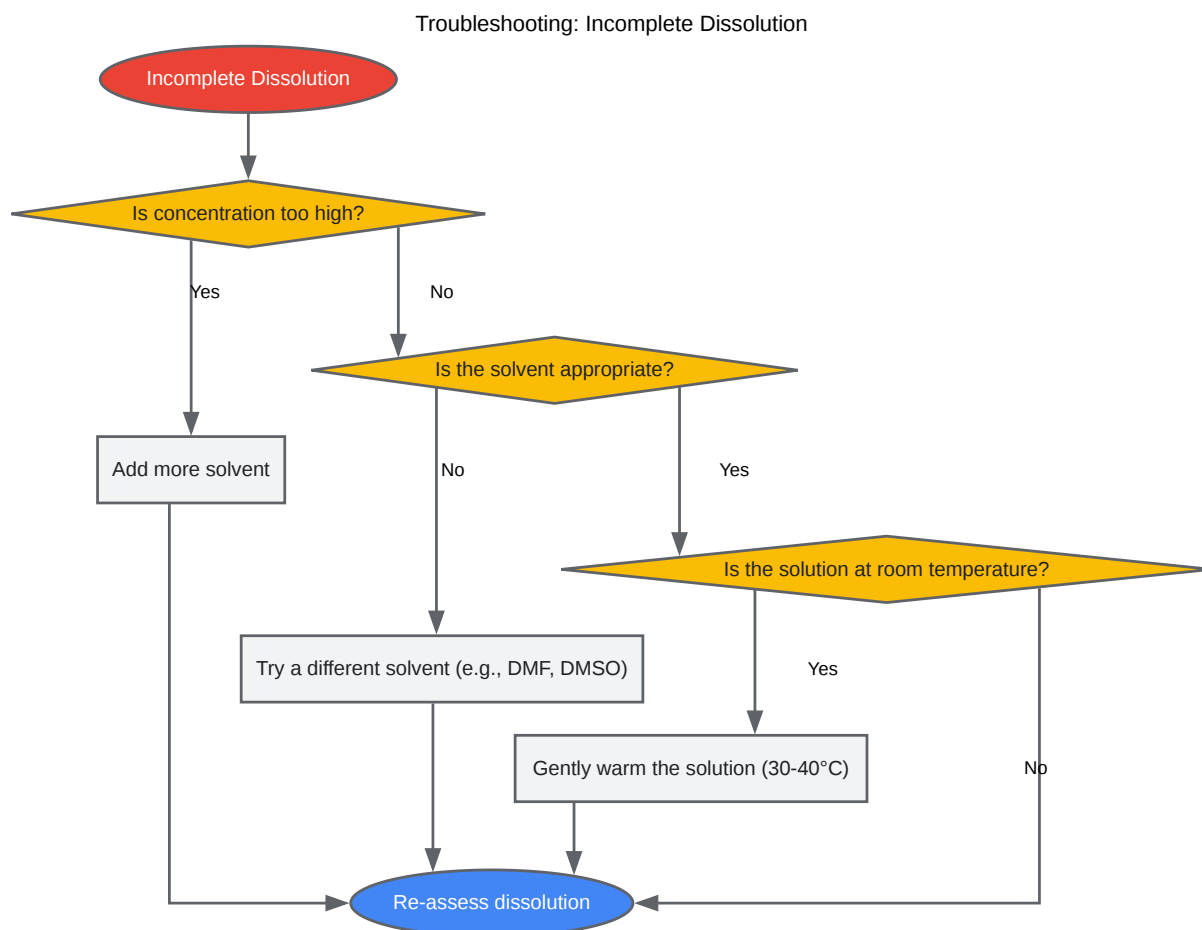 Troubleshooting: Incomplete Dissolution
Incomplete Dissolution
Is concentration too high?
Yes
No
Is the solvent appropriate?
Add more solvent
No
Yes
Is the solution at room temperature?
Try a different solvent (e.g., DMF, DMSO)
Yes
Gently warm the solution (30-40°C)
No
Re-assess dissolution